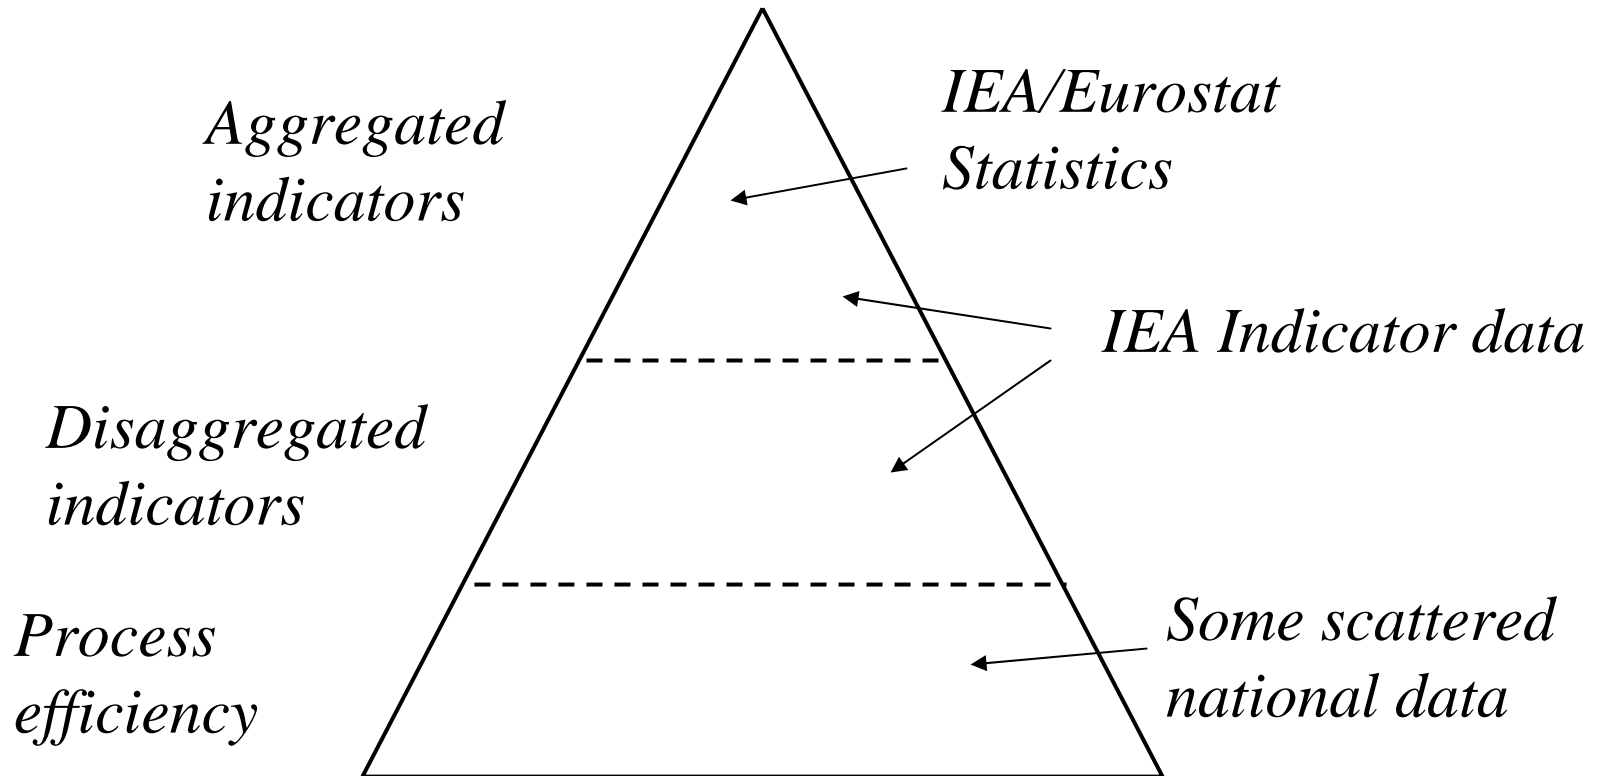 Aggregated
indicators
IEA/Eurostat
Statistics
IEA Indicator data
Disaggregated
indicators
Process
efficiency
Some scattered
national data